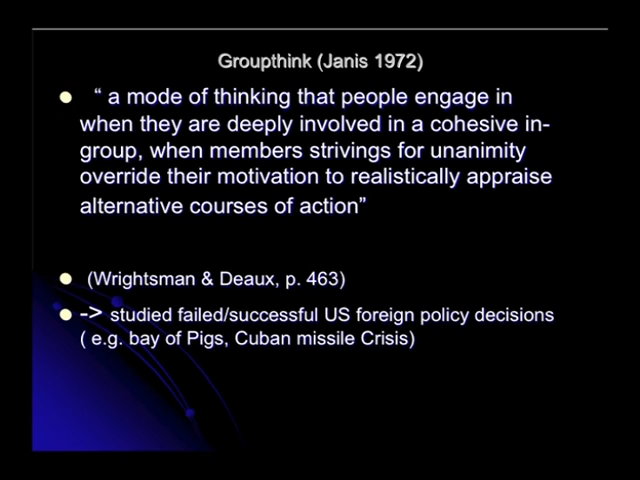 Groupthink (Janis 1972)
“ a mode of thinking that people engage in
when they are deeply involved in a cohesive in-
group, when members strivings for unanimity
override their motivation to realistically appraise
alternative courses of action”
(Wrightsman & Deaux, p. 463)
-> studied failed/successful US foreign policy decisions
( e.g. bay of Pigs, Cuban missile Crisis)